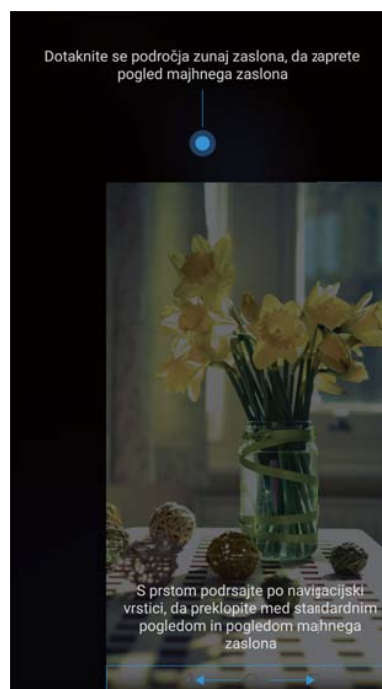 Dotaknite se področja zunaj zaslona, da zaprete
pogled majhnega zaslona
S prstom podrsajte po navigacijski
vrstici, da preklopite med standardnim
pogledom in pogledom majhnega
zaslona